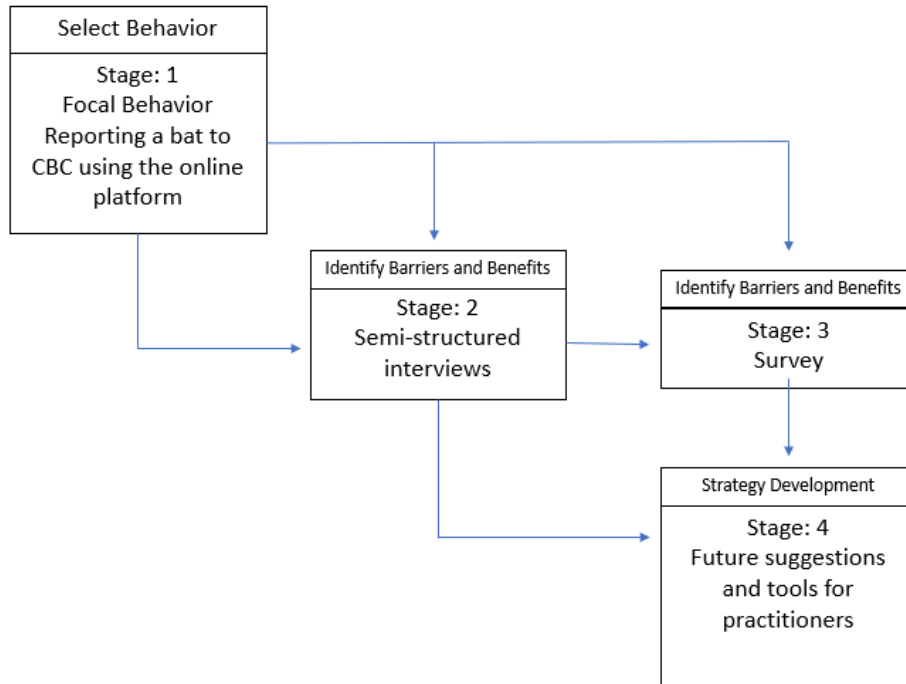 Select Behavior
Stage: 1
Focal Behavior
Reporting a bat to
CBC using the online
platform
Identify Barriers and Benefits
Stage: 2
Semi-structured
interviews
Identify Barriers and Benefits
Stage: 3
Survey
Strategy Development
Stage: 4
Future suggestions
and tools for
practitioners